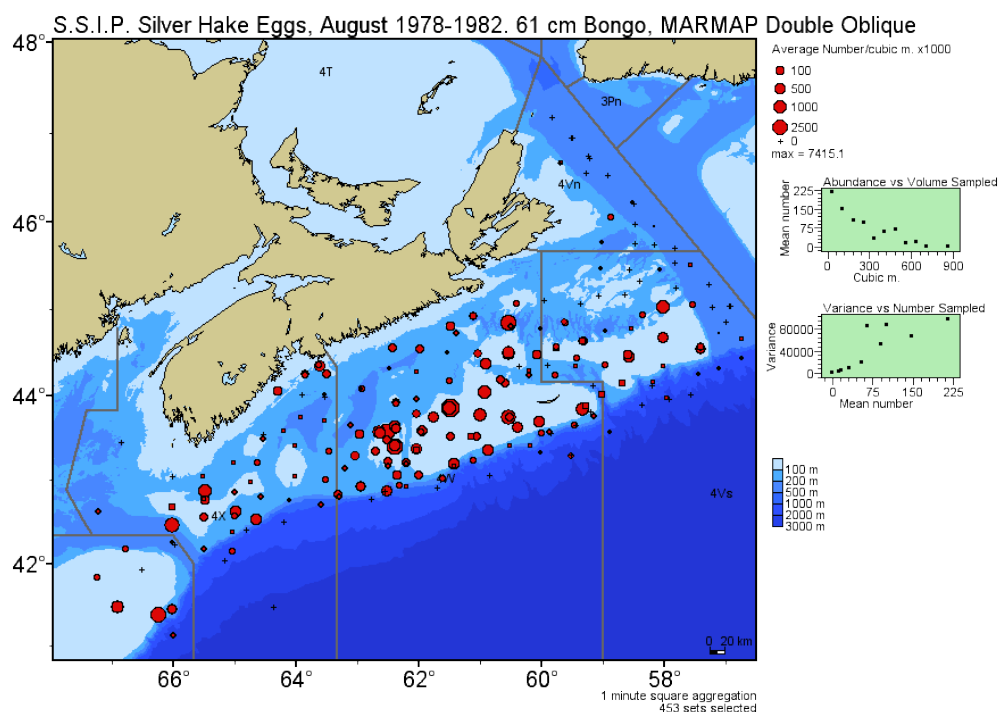 S.S.I.P. Silver Hake Eggs, August 1978-1982. 61 cm Bongo, MARMAP Double Oblique
48°
46°
44°
42°
66°
64°
62°
60°
58°
4T
3Pn
4Vn
4W
4X
4Vs
0 20 km
1 minute square aggregation
453 sets selected
Average Number/cubic m. x1000
100
500
1000
2500
0
max = 7415.1
Abundance vs Volume Sampled
Mean number
225
150
75
0
0 300 600 900
Cubic m.
Variance vs Number Sampled
Variance
80000
40000
0
0 75 150 225
Mean number
100 m
200 m
500 m
1000 m
2000 m
3000 m